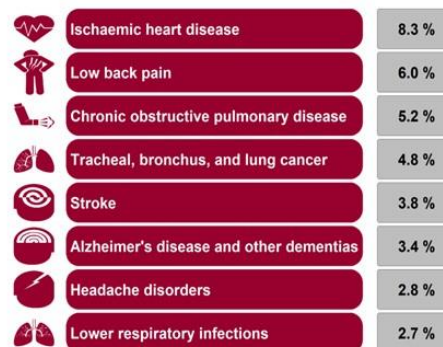 Ischaemic heart disease 8.3 %
Low back pain 6.0 %
Chronic obstructive pulmonary disease 5.2 %
Tracheal, bronchus, and lung cancer 4.8 %
Stroke 3.8 %
Alzheimer's disease and other dementias 3.4 %
Headache disorders 2.8 %
Lower respiratory infections 2.7 %